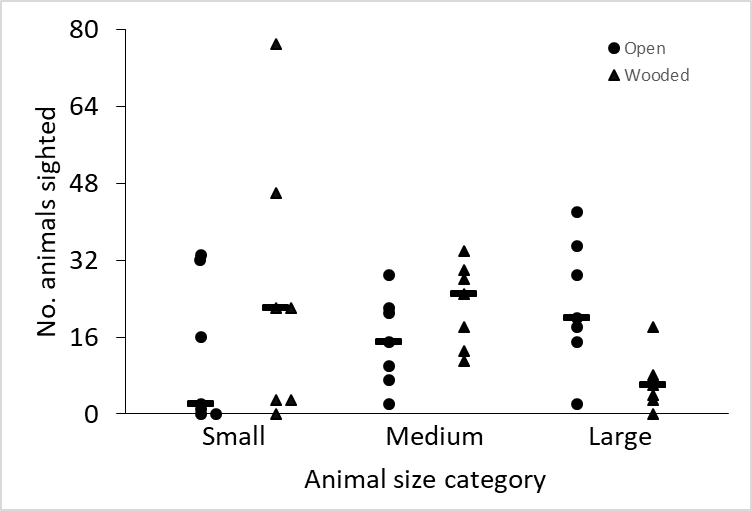 80
64
48
32
16
0
No. animals sighted
Open
Wooded
Small Medium Large
Animal size category